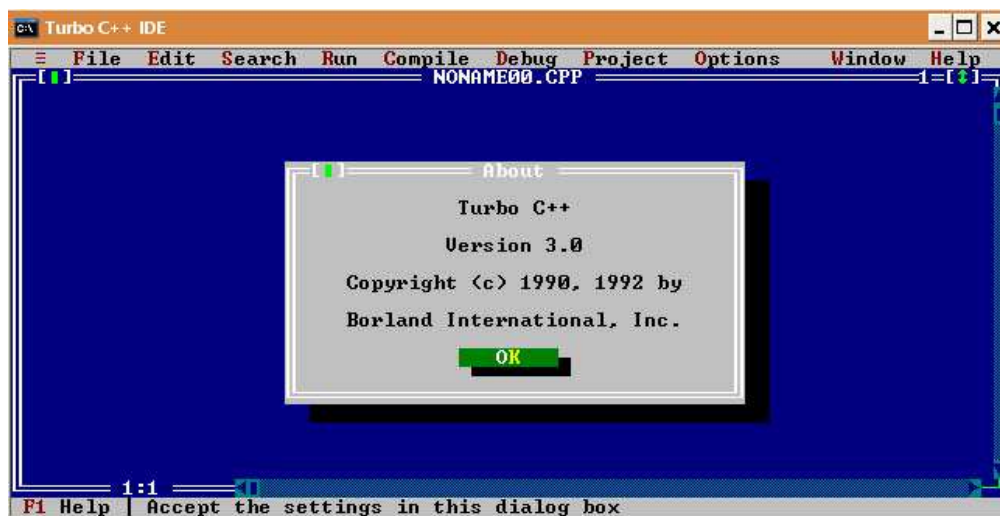 Turbo C++ IDE
≡ File Edit Search Run Compile Debug Project Options Window Help
NONAME00.CPP 1
About
Turbo C++
Version 3.0
Copyright (c) 1990, 1992 by
Borland International, Inc.
OK
1:1
F1 Help | Accept the settings in this dialog box